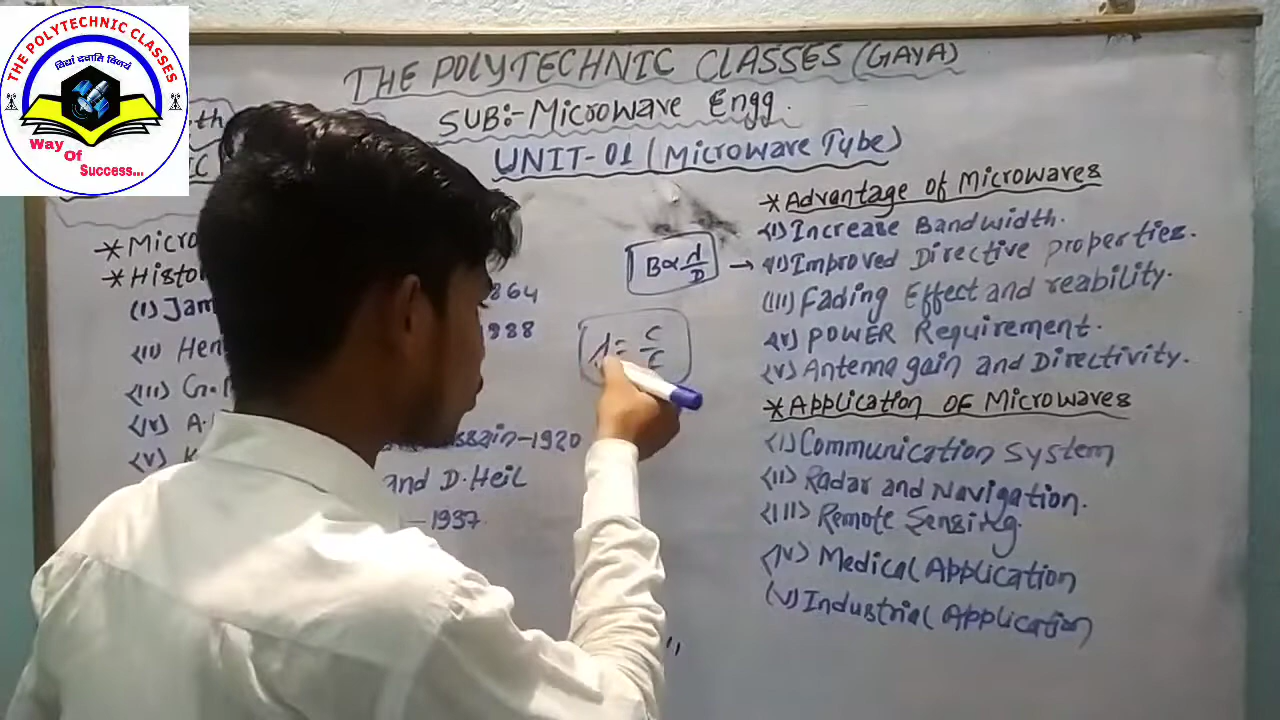 THE POLYTECHNIC CLASSES
विद्यां ददाति विनयं
Way
Of
Success...
THE POLYTECHNIC CLASSES (GAYA)
SUB:- Microwave Engg.
UNIT-01 (Microwave Tube)
* Micro
* Histo
(I) Jam 1864
(II) Hen 1888
(III) G.
(IV) A.
ssain-1920
(V) K
and D. Heil
- 1937
B∝λ/D →
λ = c/f
* Advantage of Microwaves
(I) Increase Bandwidth.
(II) Improved Directive properties.
(III) Fading Effect and reability.
(IV) POWER Requirement.
(V) Antenna gain and Directivity.
* Application OF Microwaves
(I) Communication System
(II) Radar and Navigation.
(III) Remote Sensing.
(IV) Medical Application
(V) Industrial Application